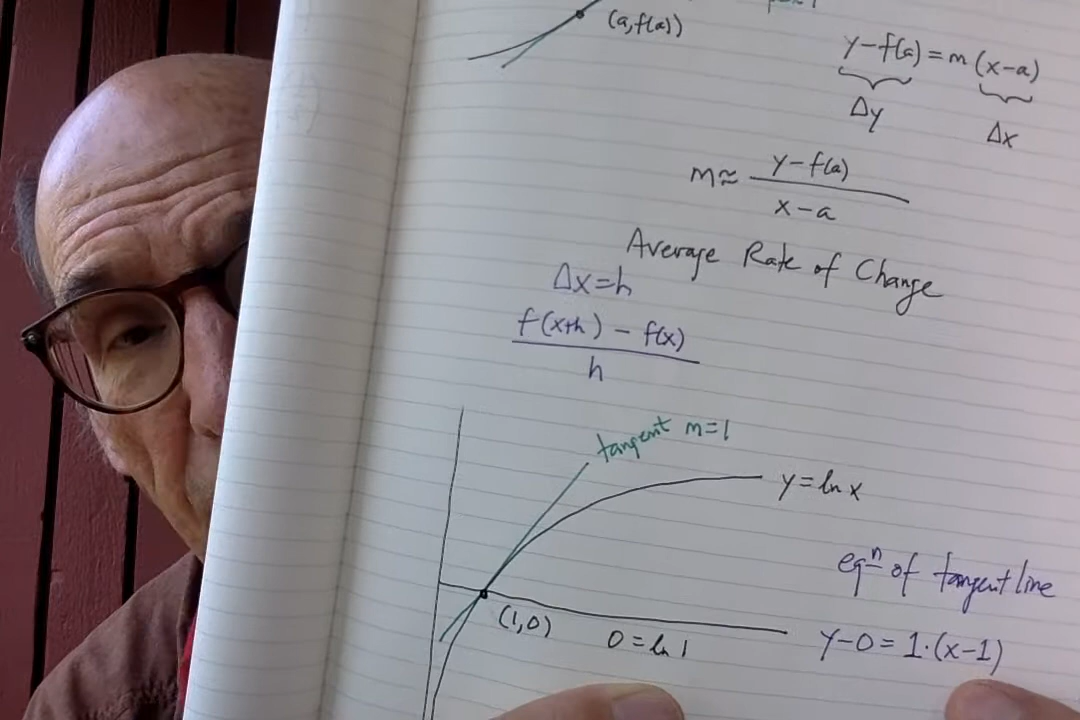 (a, f(a))
y-f(a) = m (x-a)
Δy
Δx
m≈ y-f(a) / x-a
Average Rate of Change
Δx=h
f(x+h) - f(x) / h
tangent m=1
y=ln x
eqn of tangent line
(1,0)
0 = ln 1
y-0 = 1·(x-1)